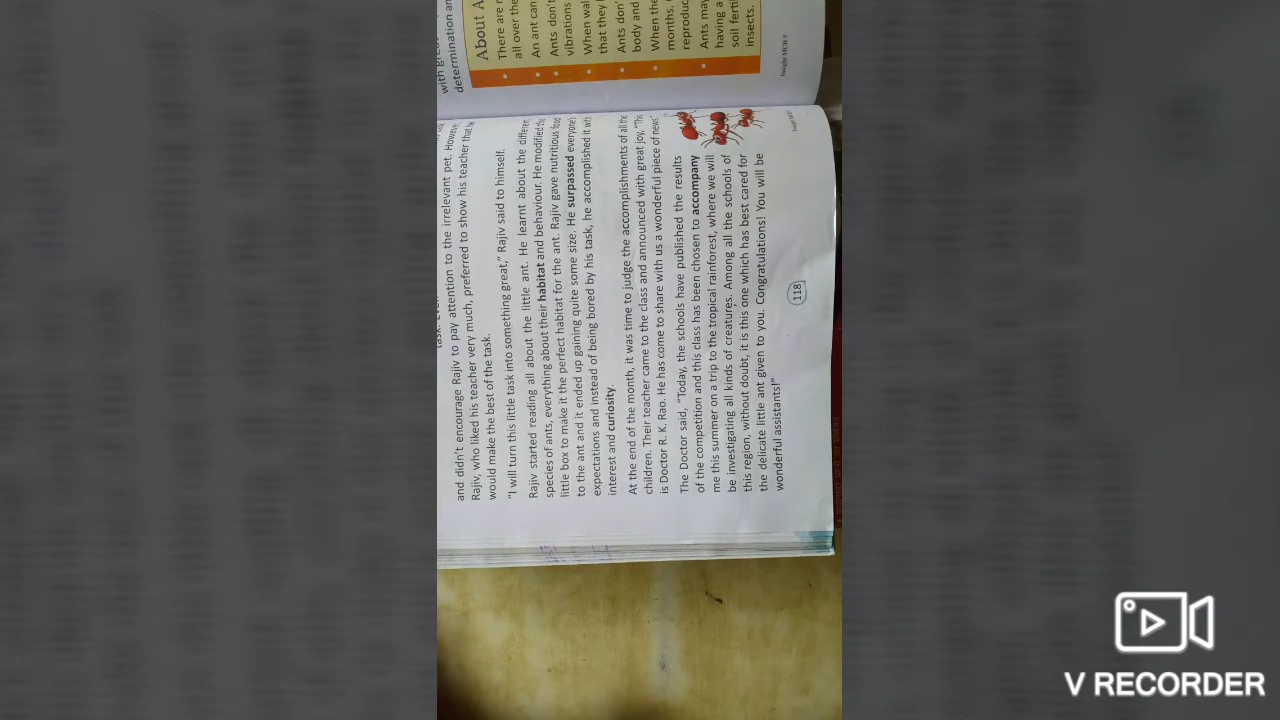 and didn't encourage Rajiv to pay attention to the irrelevant pet. Howeve
Rajiv, who liked his teacher very much, preferred to show his teacher that he
would make the best of the task.
"I will turn this little task into something great," Rajiv said to himself.
Rajiv started reading all about the little ant. He learnt about the differen
species of ants, everything about their habitat and behaviour. He modified the
little box to make it the perfect habitat for the ant. Rajiv gave nutritious food
to the ant and it ended up gaining quite some size. He surpassed everyone's
expectations and instead of being bored by his task, he accomplished it with
interest and curiosity.
At the end of the month, it was time to judge the accomplishments of all the
children. Their teacher came to the class and announced with great joy, "This
is Doctor R. K. Rao. He has come to share with us a wonderful piece of news."
The Doctor said, "Today, the schools have published the results
of the competition and this class has been chosen to accompany
me this summer on a trip to the tropical rainforest, where we will
be investigating all kinds of creatures. Among all the schools of
this region, without doubt, it is this one which has best cared for
the delicate little ant given to you. Congratulations! You will be
wonderful assistants!"
118
with great
determination an
About A
There are
all over the
An ant can
Ants don't
vibrations
When wal
that they
Ants don'
body and
When the
months.
reproduc
Ants may
having a
soil ferti
insects.
Insight MCB 5
V RECORDER